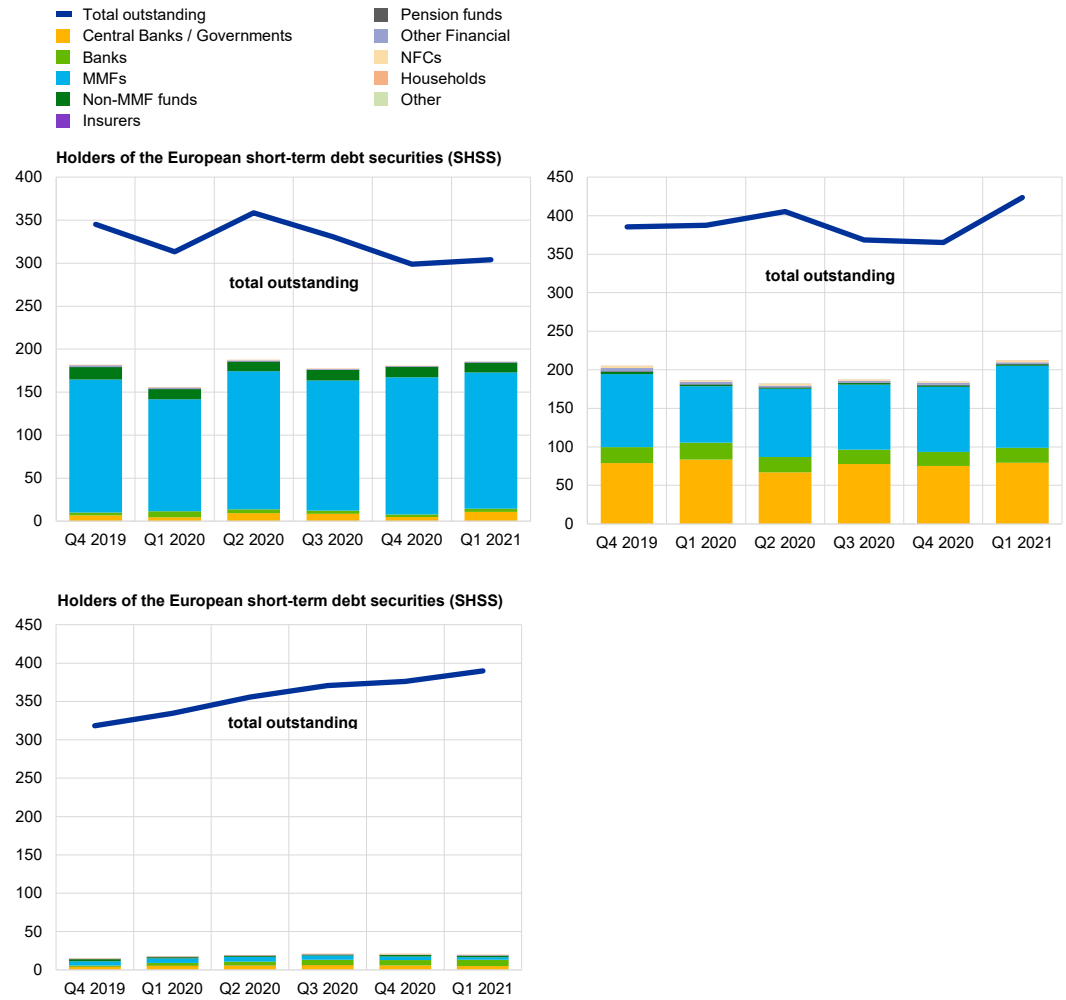 Total outstanding
Central Banks / Governments
Banks
MMFs
Non-MMF funds
Insurers
Pension funds
Other Financial
NFCs
Households
Other
Holders of the European short-term debt securities (SHSS)
400
350
300
250
200
150
100
50
0
total outstanding
Q4 2019 Q1 2020 Q2 2020 Q3 2020 Q4 2020 Q1 2021
450
400
350
300
250
200
150
100
50
0
total outstanding
Q4 2019 Q1 2020 Q2 2020 Q3 2020 Q4 2020 Q1 2021
Holders of the European short-term debt securities (SHSS)
450
400
350
300
250
200
150
100
50
0
total outstanding
Q4 2019 Q1 2020 Q2 2020 Q3 2020 Q4 2020 Q1 2021